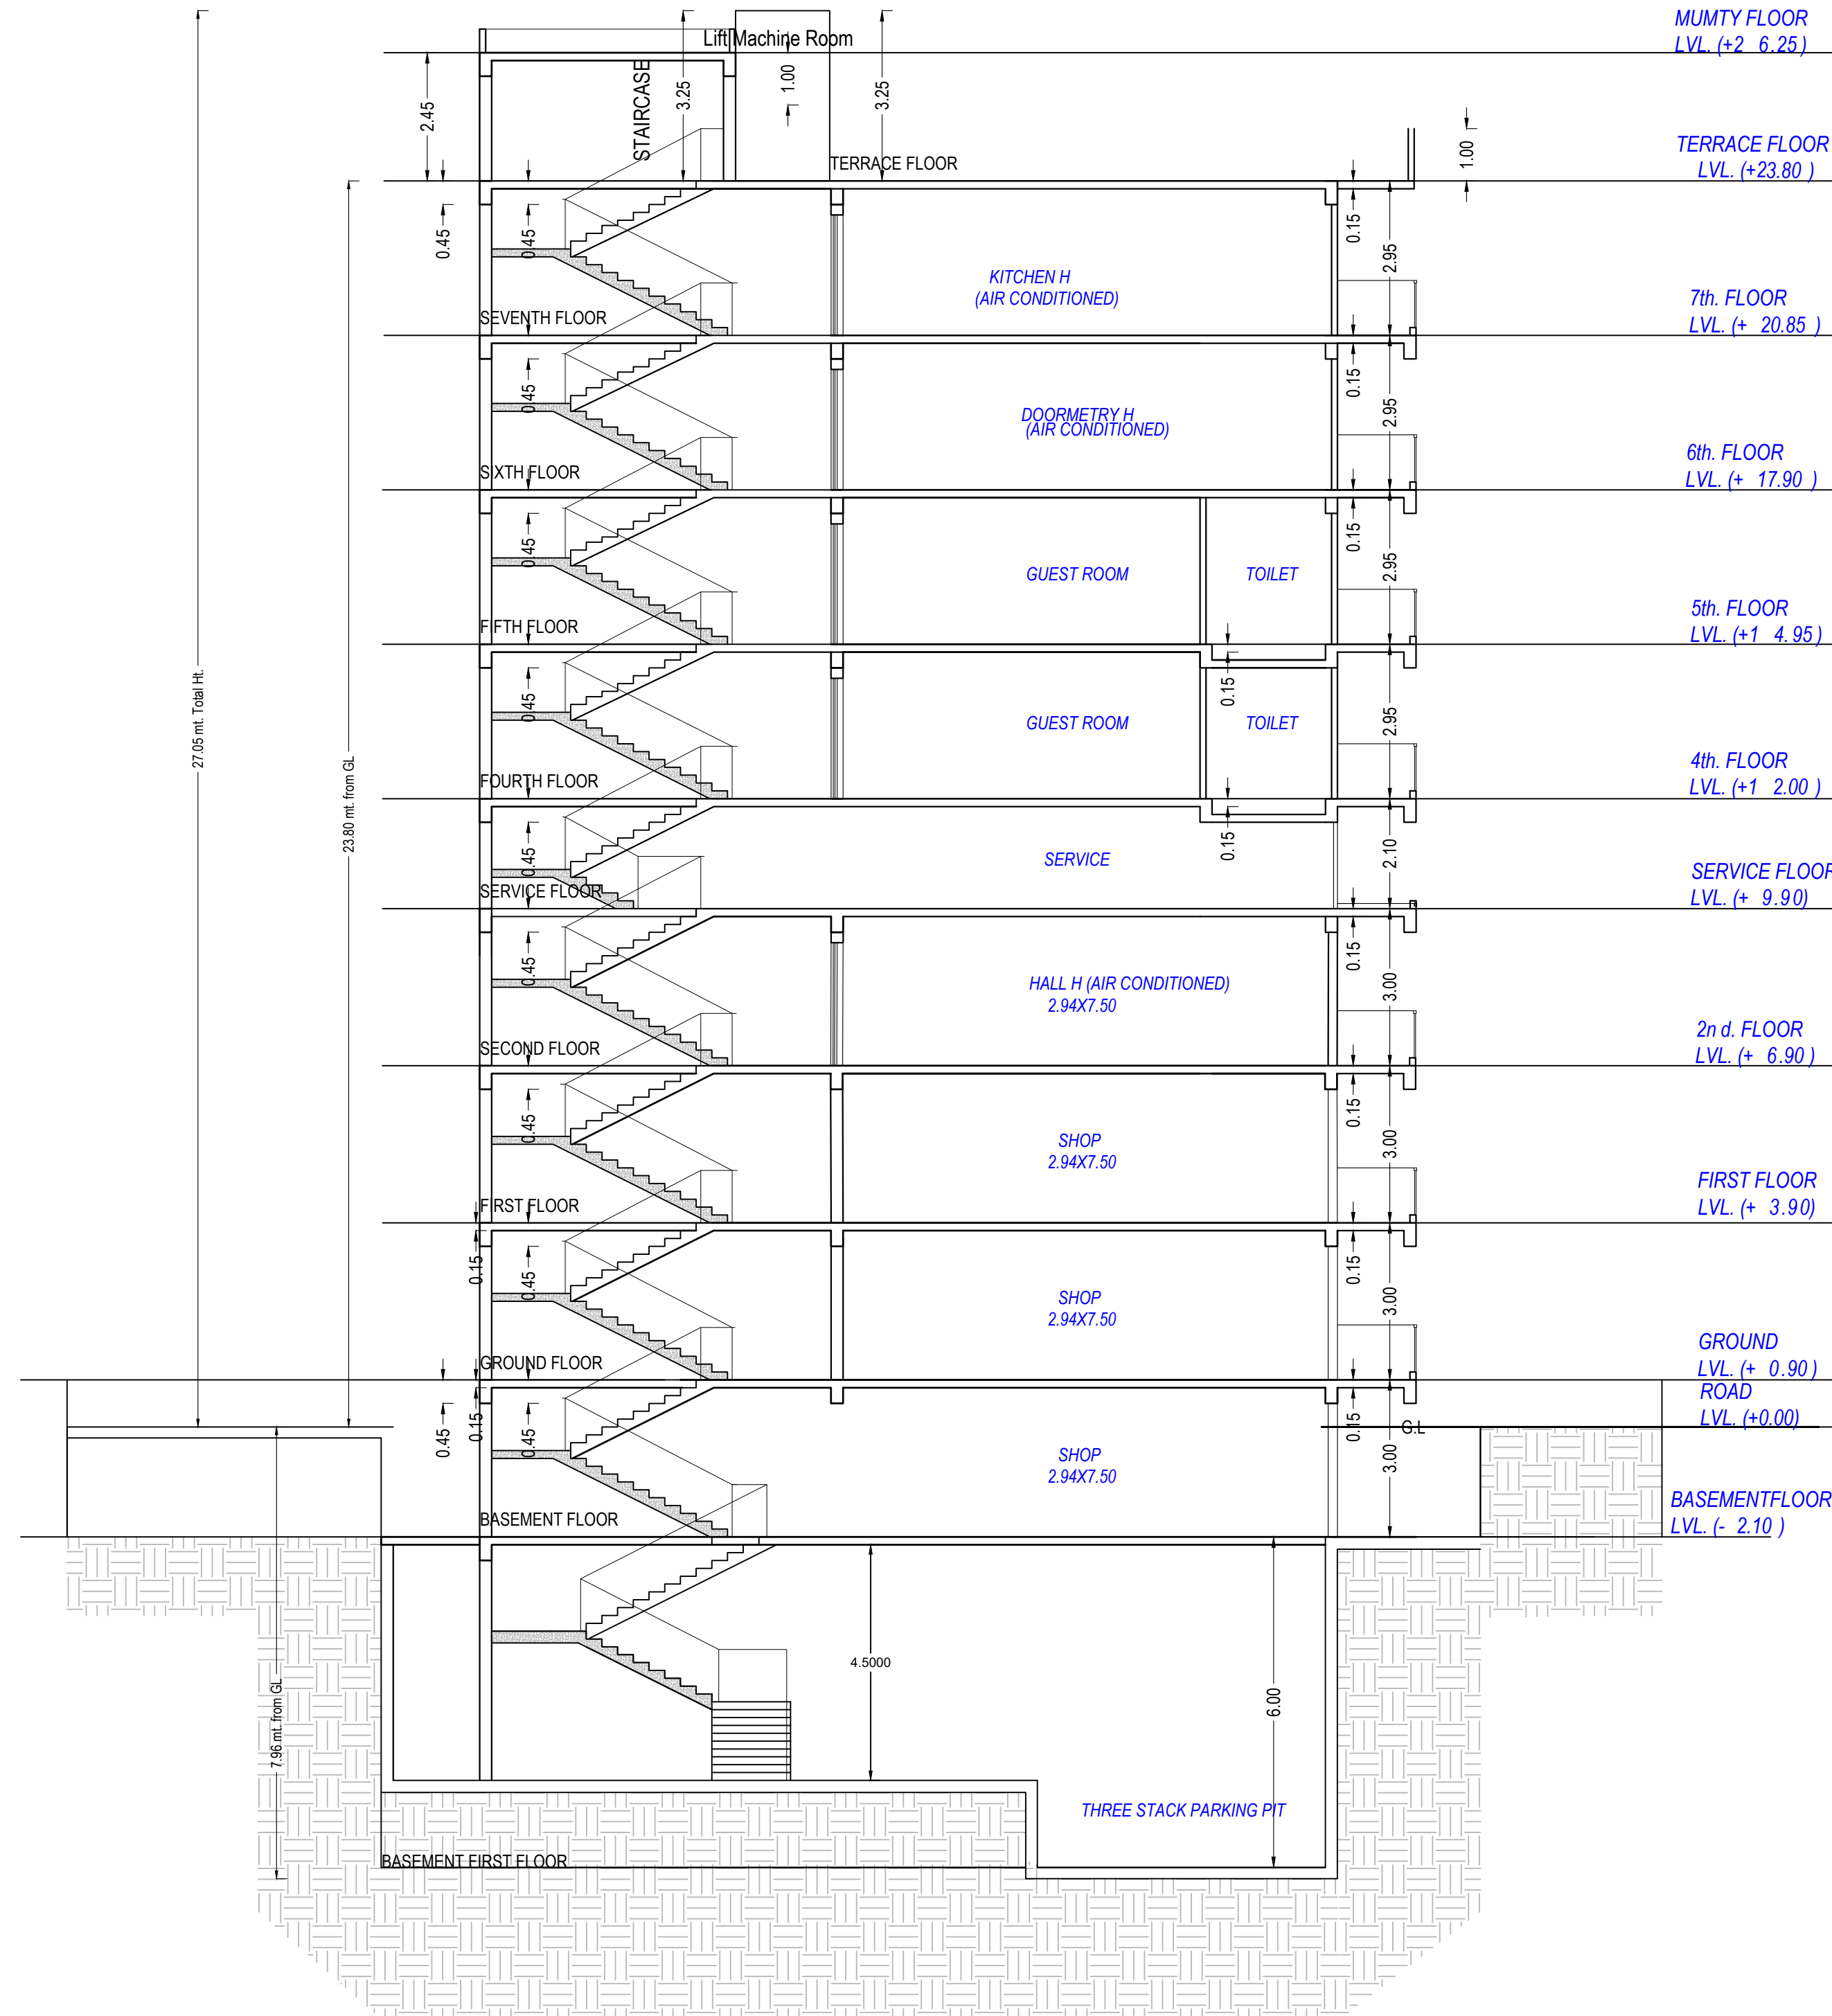 MUMTY FLOOR
LVL. (+2 6.25)
Lift Machine Room
STAIRCASE
2.45
3.25
1.00
3.25
1.00
TERRACE FLOOR
TERRACE FLOOR
LVL. (+23.80 )
0.45
0.45
0.15
2.95
KITCHEN H
(AIR CONDITIONED)
SEVENTH FLOOR
7th. FLOOR
LVL. (+ 20.85 )
0.45
0.15
2.95
DOORMETRY H
(AIR CONDITIONED)
SIXTH FLOOR
6th. FLOOR
LVL. (+ 17.90 )
0.45
0.15
2.95
GUEST ROOM
TOILET
FIFTH FLOOR
5th. FLOOR
LVL. (+1 4.95)
27.05 mt. Total Ht.
0.45
0.15
2.95
GUEST ROOM
TOILET
FOURTH FLOOR
4th. FLOOR
LVL. (+1 2.00 )
23.80 mt. from GL
0.45
0.15
2.10
SERVICE
SERVICE FLOOR
SERVICE FLOOR
LVL. (+ 9.90)
0.45
0.15
3.00
HALL H (AIR CONDITIONED)
2.94X7.50
SECOND FLOOR
2n d. FLOOR
LVL. (+ 6.90 )
0.45
0.15
3.00
SHOP
2.94X7.50
FIRST FLOOR
FIRST FLOOR
LVL. (+ 3.90)
0.15
0.45
0.15
3.00
SHOP
2.94X7.50
GROUND FLOOR
GROUND
LVL. (+ 0.90 )
ROAD
LVL. (+0.00)
0.45
0.15
0.45
0.15
G.L
3.00
SHOP
2.94X7.50
BASEMENT FLOOR
BASEMENTFLOOR
LVL. (- 2.10 )
4.5000
6.00
7.96 mt. from GL
THREE STACK PARKING PIT
BASEMENT FIRST FLOOR